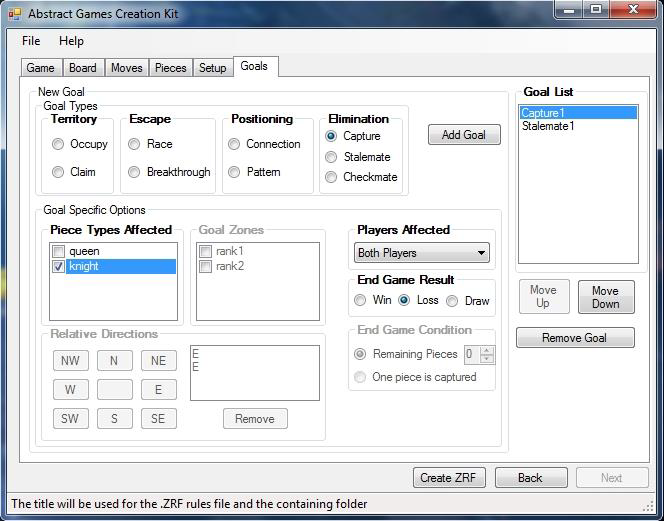 Abstract Games Creation Kit
File Help
Game Board Moves Pieces Setup Goals
New Goal
Goal Types
Territory
Occupy
Claim
Escape
Race
Breakthrough
Positioning
Connection
Pattern
Elimination
Capture
Stalemate
Checkmate
Add Goal
Goal List
Capture1
Stalemate1
Move Up
Move Down
Remove Goal
Goal Specific Options
Piece Types Affected
queen
knight
Goal Zones
rank1
rank2
Players Affected
Both Players
End Game Result
Win Loss Draw
End Game Condition
Remaining Pieces 0
One piece is captured
Relative Directions
NW N NE
W E
SW S SE
E
E
Remove
Create ZRF Back Next
The title will be used for the .ZRF rules file and the containing folder